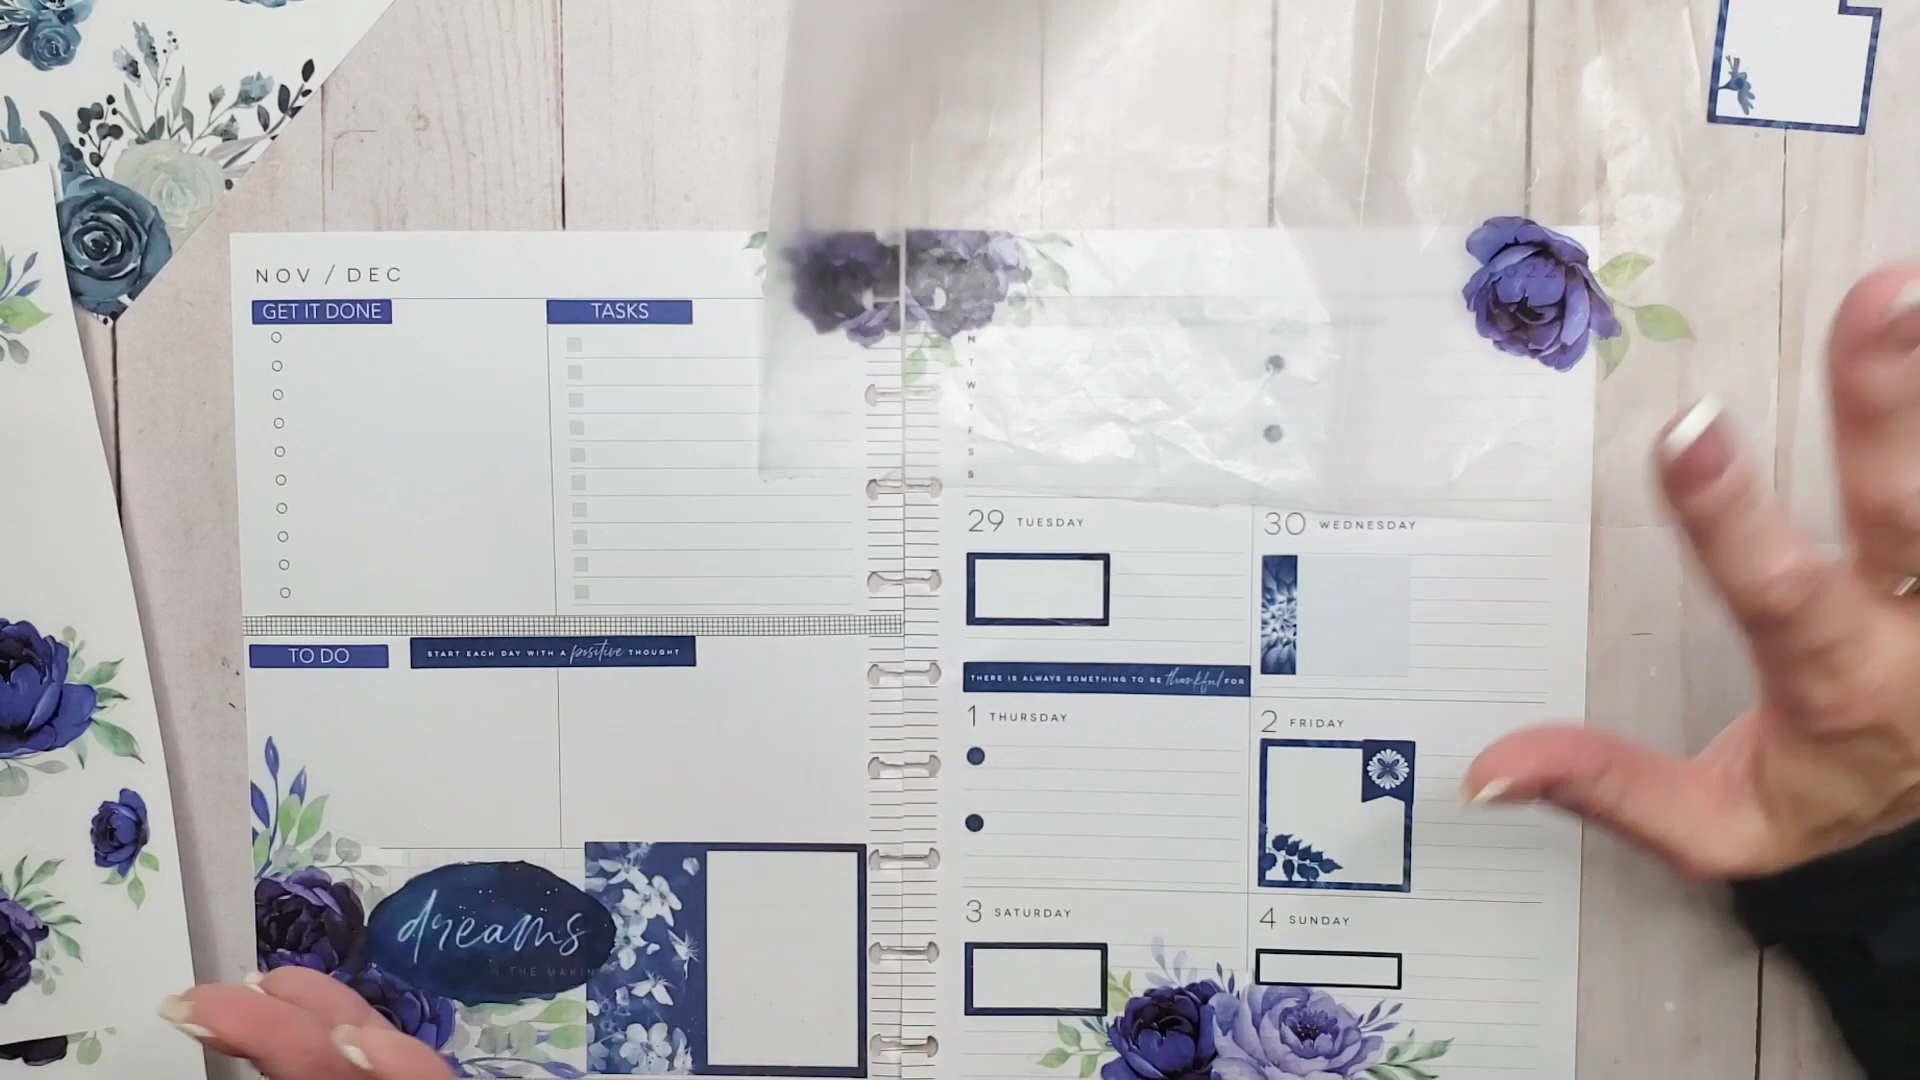 NOV / DEC
GET IT DONE
TASKS
M
T
W
T
F
S
S
29 TUESDAY
30 WEDNESDAY
TO DO
START EACH DAY WITH A positive THOUGHT
THERE IS ALWAYS SOMETHING TO BE thankful FOR
1 THURSDAY
2 FRIDAY
dreams
THE MAKIN
3 SATURDAY
4 SUNDAY